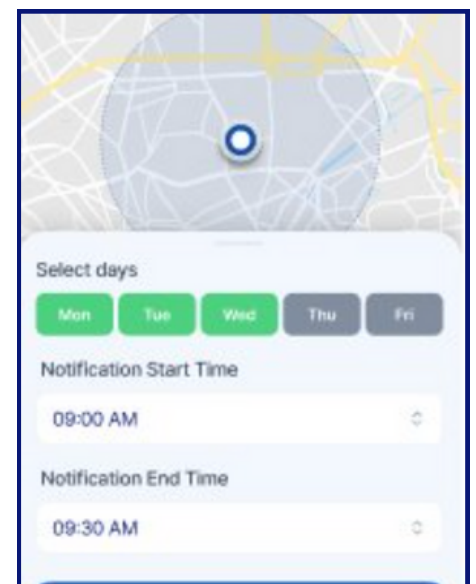 Select days
Mon Tue Wed Thu Fri
Notification Start Time
09:00 AM
Notification End Time
09:30 AM